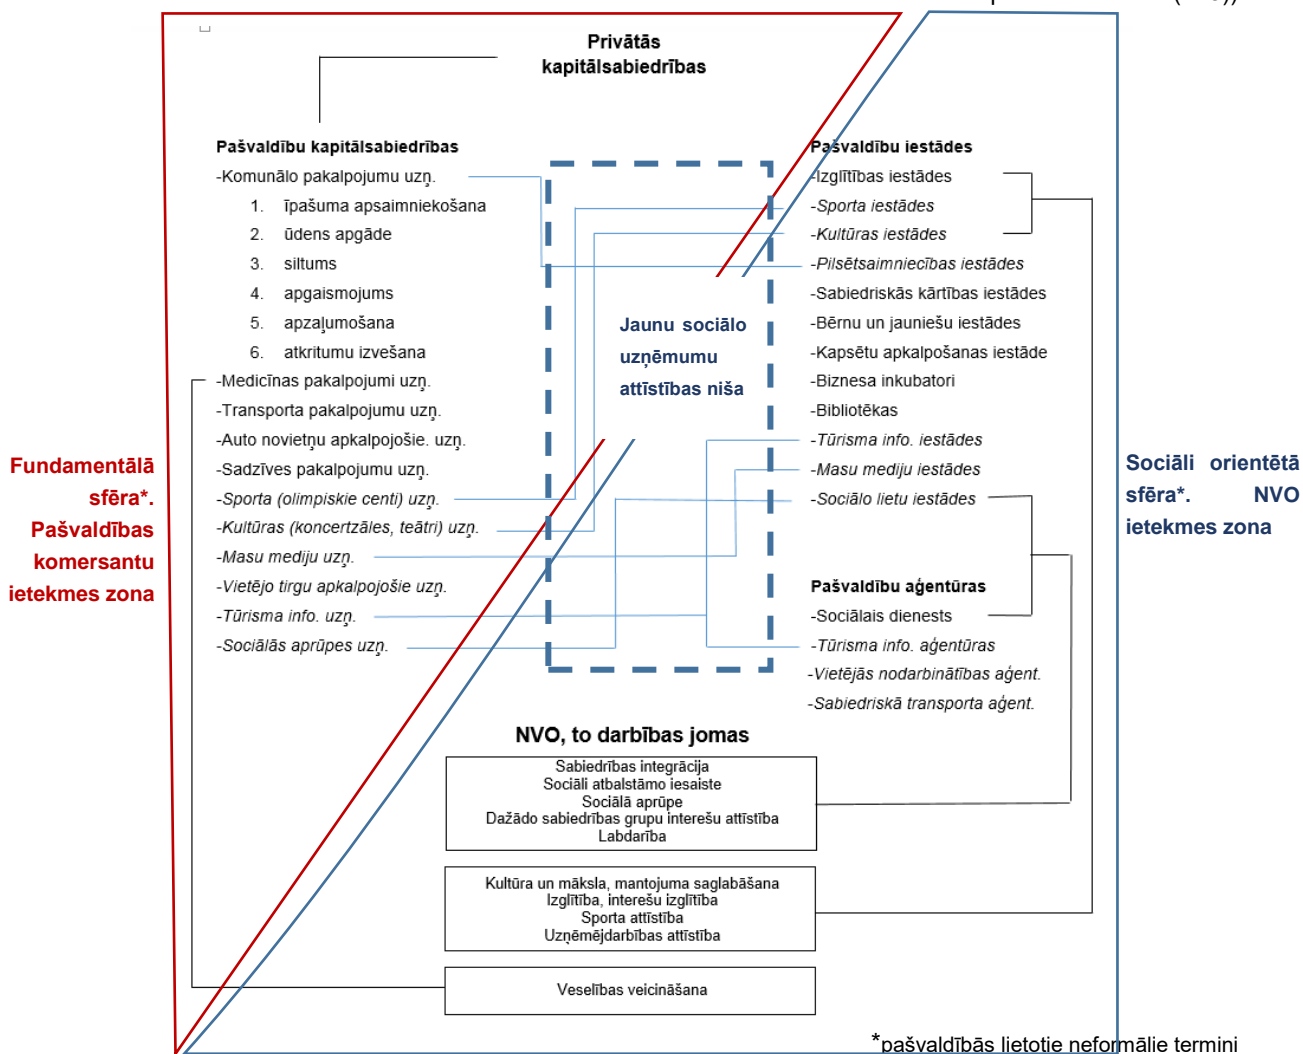 Privātās
kapitālsabiedrības
Pašvaldību kapitālsabiedrības
-Komunālo pakalpojumu uzņ.
1. īpašuma apsaimniekošana
2. ūdens apgāde
3. siltums
4. apgaismojums
5. apzaļumošana
6. atkritumu izvešana
-Medicīnas pakalpojumi uzņ.
-Transporta pakalpojumu uzņ.
-Auto novietņu apkalpojošie. uzņ.
-Sadzīves pakalpojumu uzņ.
-Sporta (olimpiskie centi) uzņ.
-Kultūras (koncertzāles, teātri) uzņ.
-Masu mediju uzņ.
-Vietējo tirgu apkalpojošie uzņ.
-Tūrisma info. uzņ.
-Sociālās aprūpes uzņ.
Jaunu sociālo
uzņēmumu
attīstības niša
Pašvaldību iestādes
-Izglītības iestādes
-Sporta iestādes
-Kultūras iestādes
-Pilsētsaimniecības iestādes
-Sabiedriskās kārtības iestādes
-Bērnu un jauniešu iestādes
-Kapsētu apkalpošanas iestāde
-Biznesa inkubatori
-Bibliotēkas
-Tūrisma info. iestādes
-Masu mediju iestādes
-Sociālo lietu iestādes
Pašvaldību aģentūras
-Sociālais dienests
-Tūrisma info. aģentūras
-Vietējās nodarbinātības aģent.
-Sabiedriskā transporta aģent.
Fundamentālā
sfēra*.
Pašvaldības
komersantu
ietekmes zona
Sociāli orientētā
sfēra*. NVO
ietekmes zona
NVO, to darbības jomas
Sabiedrības integrācija
Sociāli atbalstāmo iesaiste
Sociālā aprūpe
Dažādo sabiedrības grupu interešu attīstība
Labdarība
Kultūra un māksla, mantojuma saglabāšana
Izglītība, interešu izglītība
Sporta attīstība
Uzņēmējdarbības attīstība
Veselības veicināšana
*pašvaldībās lietotie neformālie termini